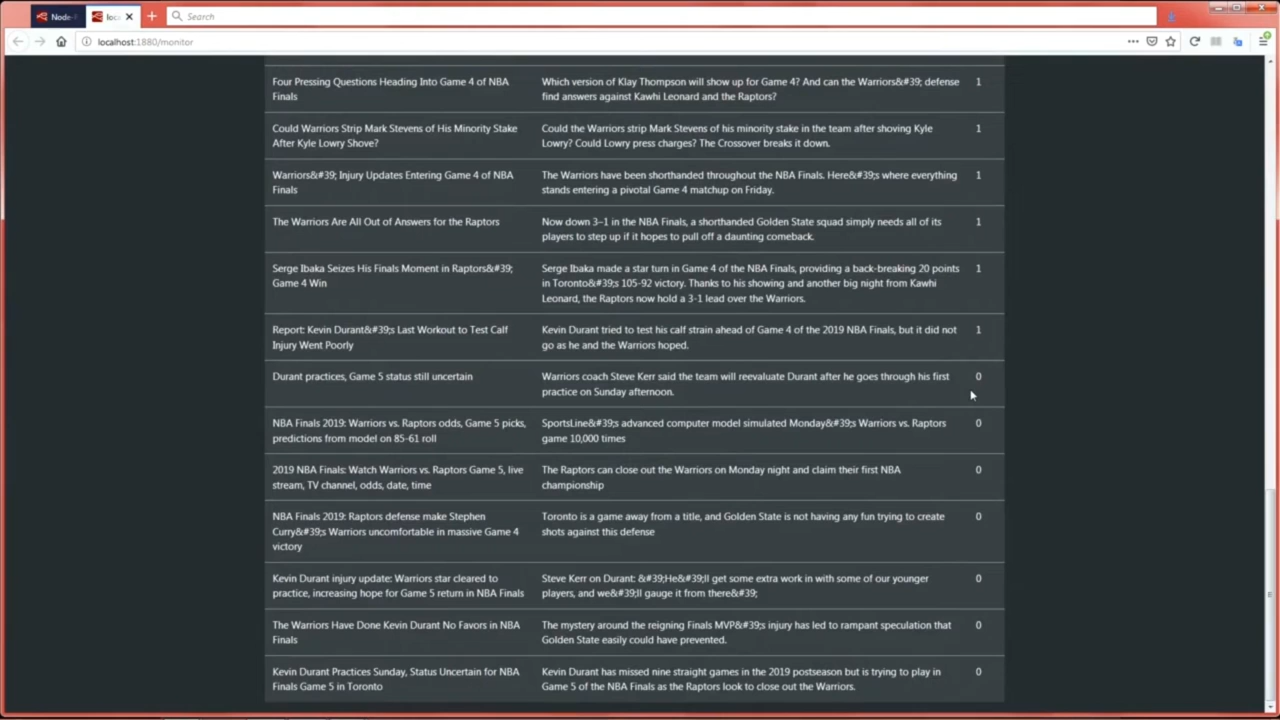 Node-
loc
Search
localhost:1880/monitor
Four Pressing Questions Heading Into Game 4 of NBA
Finals
Which version of Klay Thompson will show up for Game 4? And can the Warriors&#39; defense
find answers against Kawhi Leonard and the Raptors?
1
Could Warriors Strip Mark Stevens of His Minority Stake
After Kyle Lowry Shove?
Could the Warriors strip Mark Stevens of his minority stake in the team after shoving Kyle
Lowry? Could Lowry press charges? The Crossover breaks it down.
1
Warriors&#39; Injury Updates Entering Game 4 of NBA
Finals
The Warriors have been shorthanded throughout the NBA Finals. Here&#39;s where everything
stands entering a pivotal Game 4 matchup on Friday.
1
The Warriors Are All Out of Answers for the Raptors
Now down 3–1 in the NBA Finals, a shorthanded Golden State squad simply needs all of its
players to step up if it hopes to pull off a daunting comeback.
1
Serge Ibaka Seizes His Finals Moment in Raptors&#39;
Game 4 Win
Serge Ibaka made a star turn in Game 4 of the NBA Finals, providing a back-breaking 20 points
in Toronto&#39;s 105-92 victory. Thanks to his showing and another big night from Kawhi
Leonard, the Raptors now hold a 3-1 lead over the Warriors.
1
Report: Kevin Durant&#39;s Last Workout to Test Calf
Injury Went Poorly
Kevin Durant tried to test his calf strain ahead of Game 4 of the 2019 NBA Finals, but it did not
go as he and the Warriors hoped.
1
Durant practices, Game 5 status still uncertain
Warriors coach Steve Kerr said the team will reevaluate Durant after he goes through his first
practice on Sunday afternoon.
0
NBA Finals 2019: Warriors vs. Raptors odds, Game 5 picks,
predictions from model on 85-61 roll
SportsLine&#39;s advanced computer model simulated Monday&#39;s Warriors vs. Raptors
game 10,000 times
0
2019 NBA Finals: Watch Warriors vs. Raptors Game 5, live
stream, TV channel, odds, date, time
The Raptors can close out the Warriors on Monday night and claim their first NBA
championship
0
NBA Finals 2019: Raptors defense make Stephen
Curry&#39;s Warriors uncomfortable in massive Game 4
victory
Toronto is a game away from a title, and Golden State is not having any fun trying to create
shots against this defense
0
Kevin Durant injury update: Warriors star cleared to
practice, increasing hope for Game 5 return in NBA Finals
Steve Kerr on Durant: &#39;He&#39;ll get some extra work in with some of our younger
players, and we&#39;ll gauge it from there&#39;
0
The Warriors Have Done Kevin Durant No Favors in NBA
Finals
The mystery around the reigning Finals MVP&#39;s injury has led to rampant speculation that
Golden State easily could have prevented.
0
Kevin Durant Practices Sunday, Status Uncertain for NBA
Finals Game 5 in Toronto
Kevin Durant has missed nine straight games in the 2019 postseason but is trying to play in
Game 5 of the NBA Finals as the Raptors look to close out the Warriors.
0